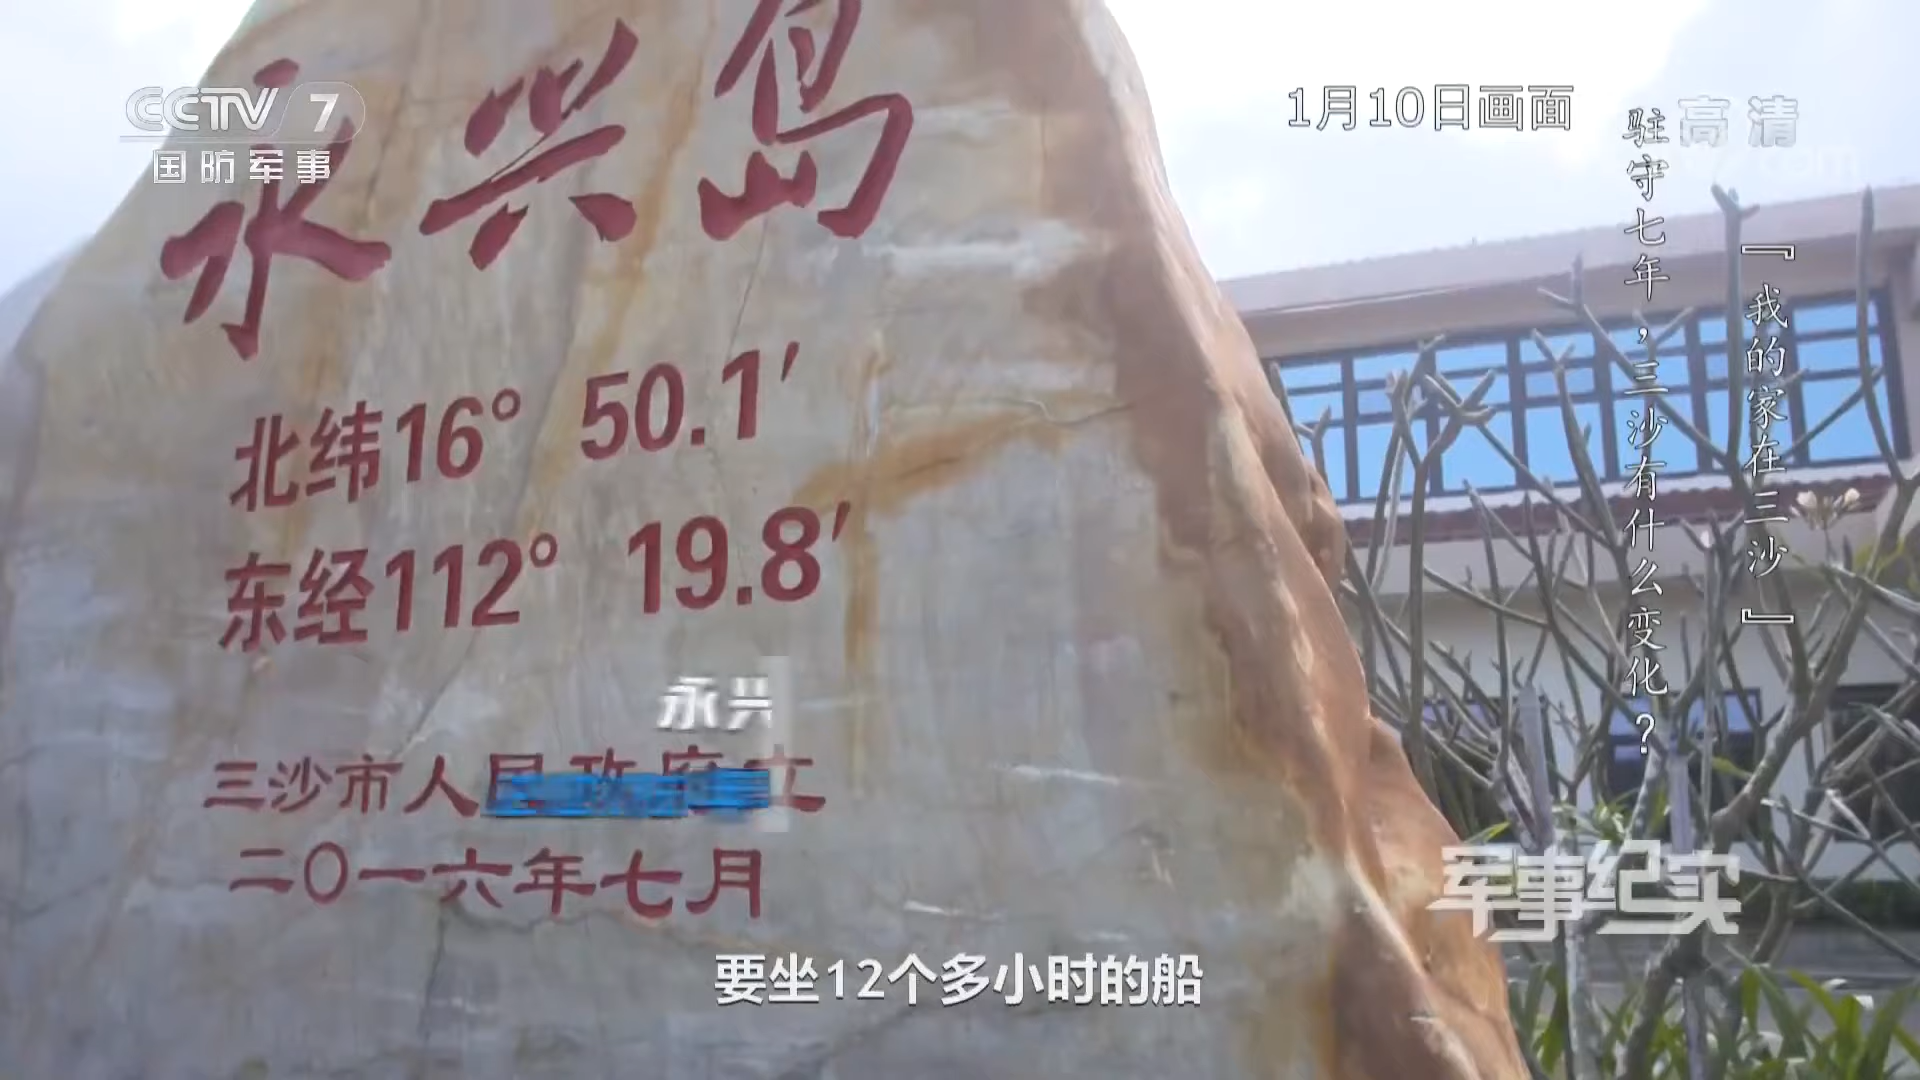 永兴岛
北纬16° 50.1′
东经112° 19.8′
三沙市人民政府立
二〇一六年七月
永兴
CCTV 7
国防军事
1月10日画面
高清
.com
『我的家在三沙』
驻守七年，三沙有什么变化？
军事纪实
要坐12个多小时的船